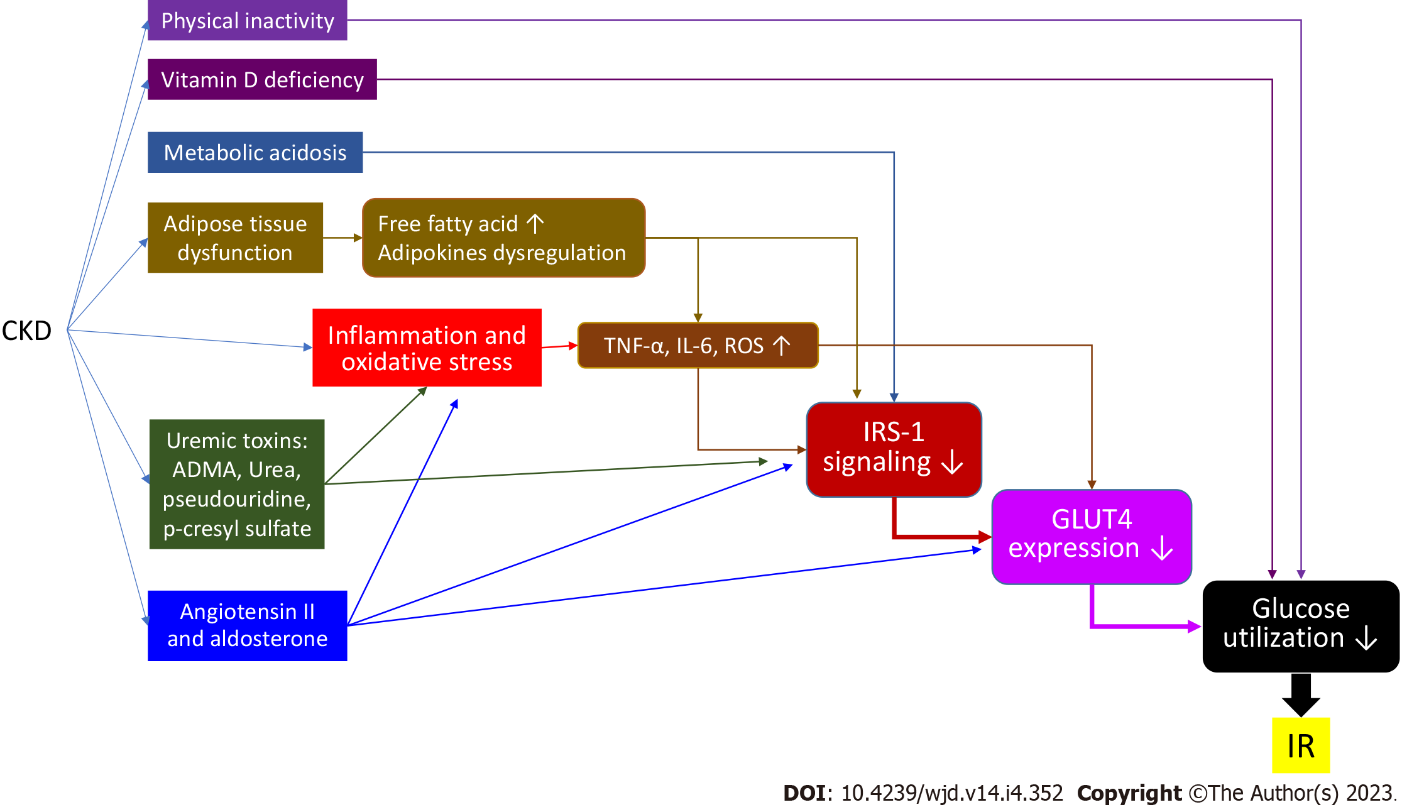 Physical inactivity
Vitamin D deficiency
Metabolic acidosis
Adipose tissue
dysfunction
Free fatty acid ↑
Adipokines dysregulation
CKD
Inflammation and
oxidative stress
TNF-α, IL-6, ROS ↑
IRS-1
signaling ↓
Uremic toxins:
ADMA, Urea,
pseudouridine,
p-cresyl sulfate
GLUT4
expression ↓
Angiotensin II
and aldosterone
Glucose
utilization ↓
IR
DOI: 10.4239/wjd.v14.i4.352 Copyright ©The Author(s) 2023.